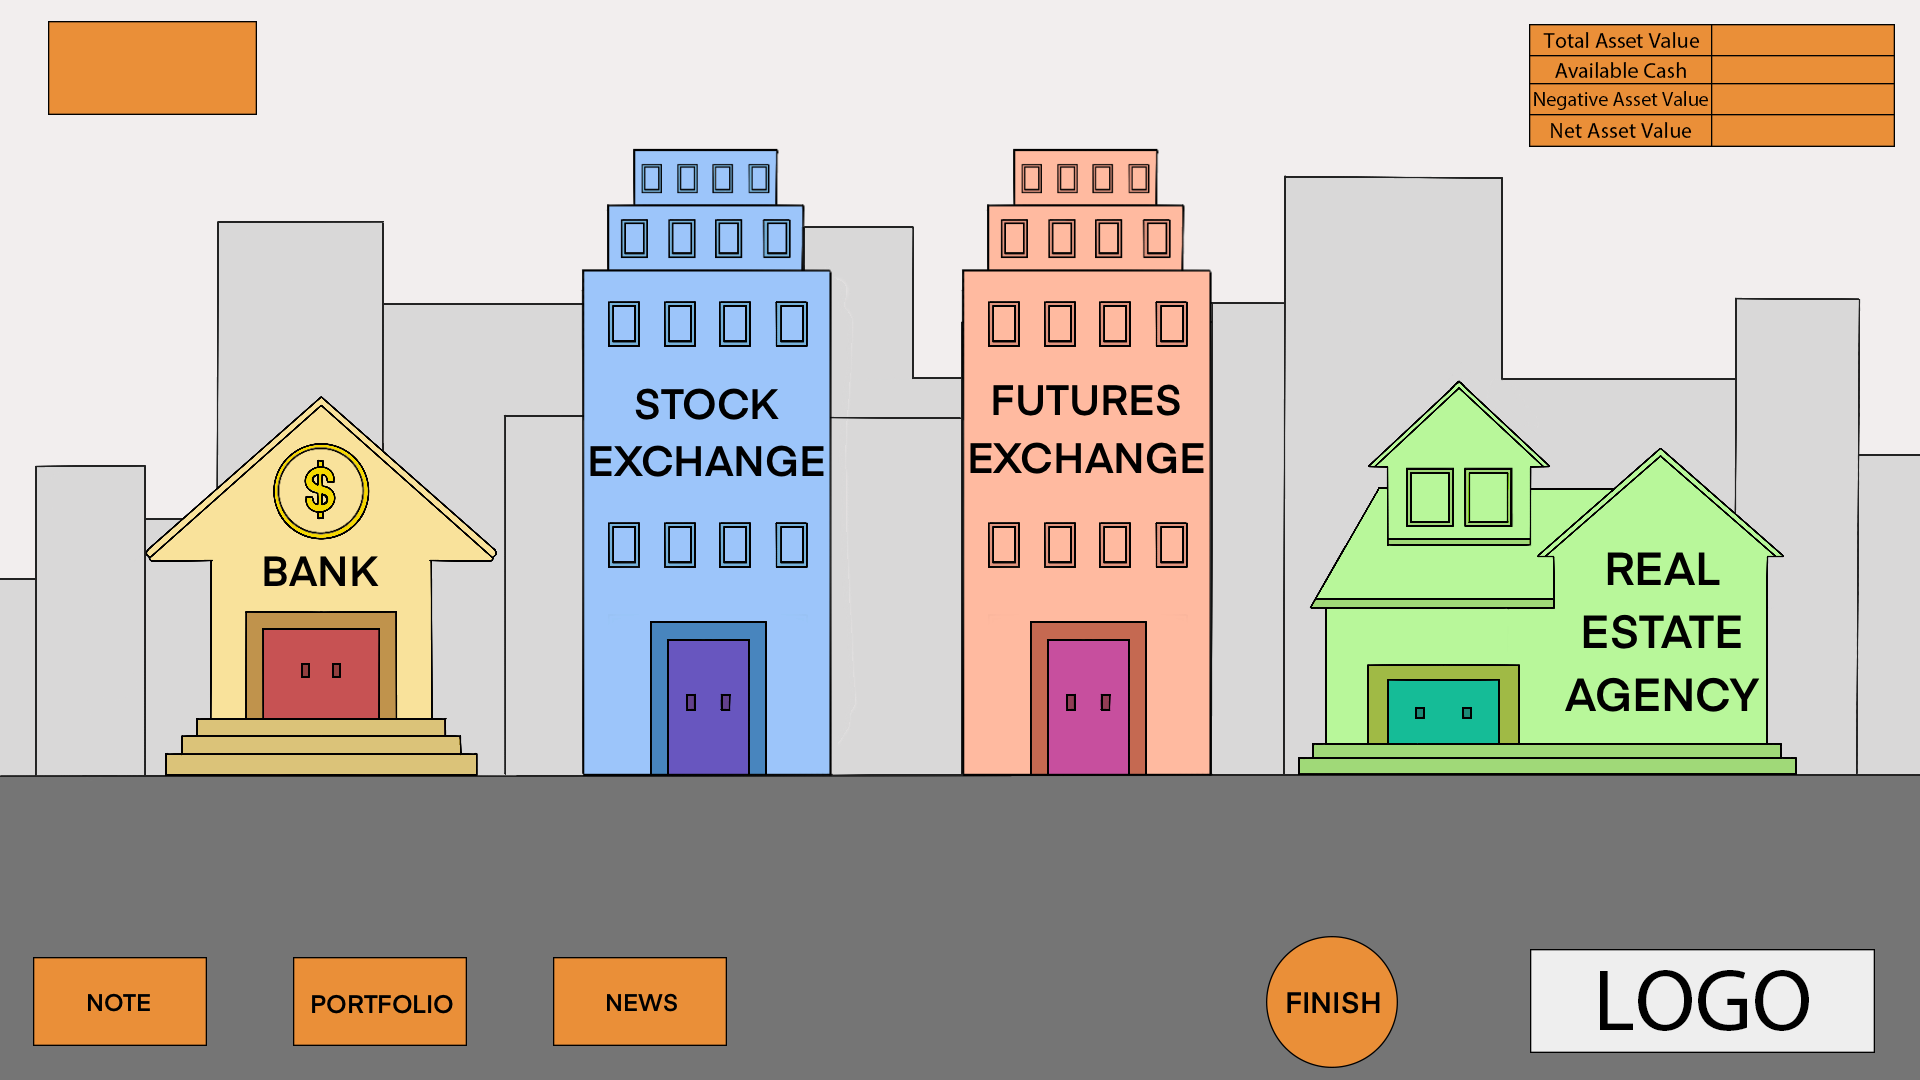 Total Asset Value
Available Cash
Negative Asset Value
Net Asset Value
STOCK
EXCHANGE
FUTURES
EXCHANGE
$
BANK
REAL
ESTATE
AGENCY
NOTE
PORTFOLIO
NEWS
FINISH
LOGO